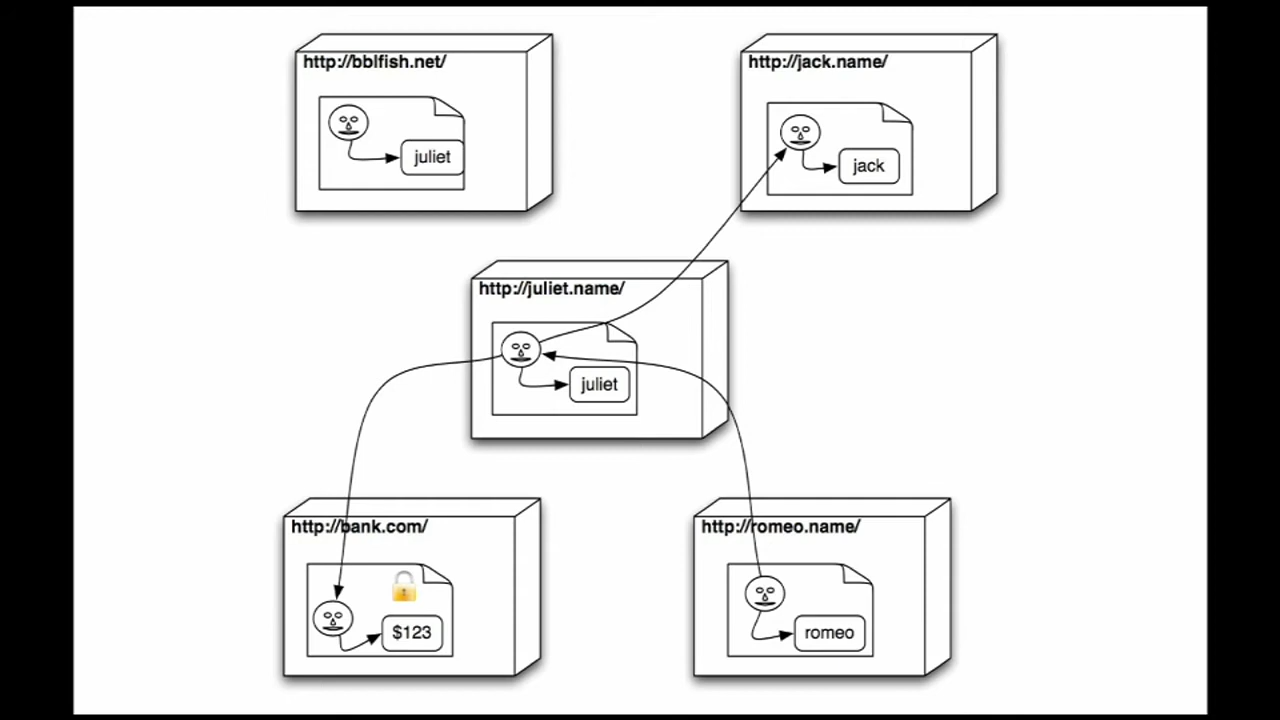 http://bblfish.net/
juliet
http://jack.name/
jack
http://juliet.name/
juliet
http://bank.com/
$123
http://romeo.name/
romeo